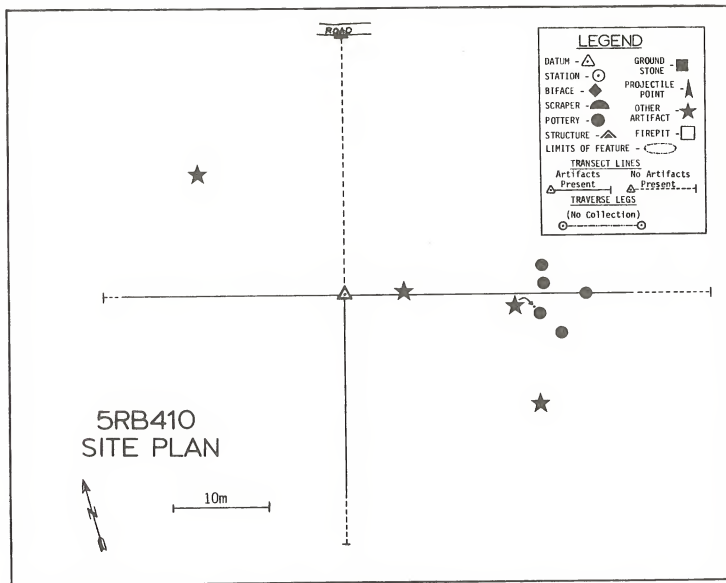 ROAD
LEGEND
DATUM -
STATION -
BIFACE -
SCRAPER -
POTTERY -
STRUCTURE -
LIMITS OF FEATURE -
GROUND
STONE -
PROJECTILE
POINT -
OTHER
ARTIFACT -
FIREPIT -
TRANSECT LINES
Artifacts
Present
No Artifacts
Present
TRAVERSE LEGS
(No Collection)
5RB410
SITE PLAN
N
10m